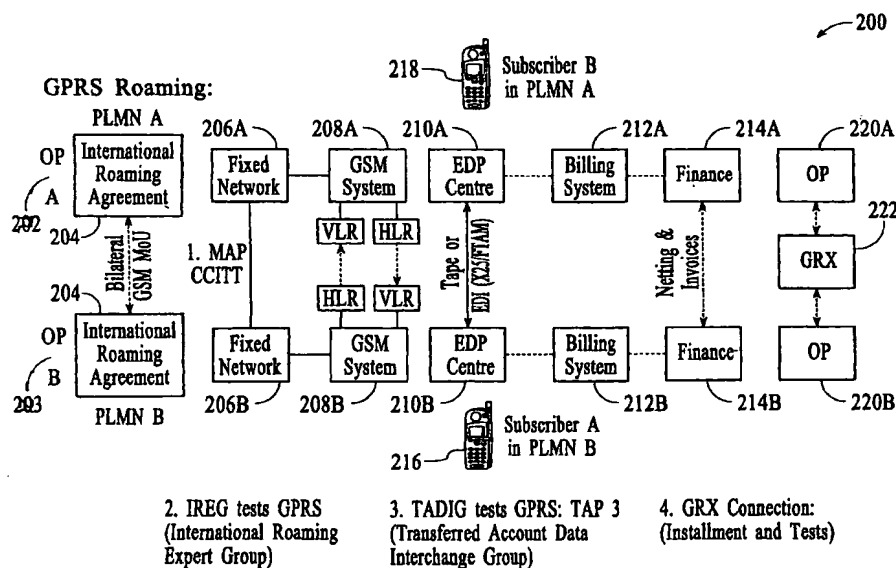 200
218
Subscriber B
in PLMN A
GPRS Roaming:
PLMN A
206A
208A
210A
212A
214A
220A
OP
A
202
International
Roaming
Agreement
204
Fixed
Network
GSM
System
EDP
Centre
Billing
System
Finance
OP
222
Bilateral
GSM MoU
1. MAP
CCITT
VLR
HLR
HLR
VLR
Tape or
EDI (X25/FTAM)
Netting &
Invoices
GRX
204
OP
B
203
International
Roaming
Agreement
PLMN B
Fixed
Network
GSM
System
EDP
Centre
Billing
System
Finance
OP
206B
208B
210B
212B
214B
220B
216
Subscriber A
in PLMN B
2. IREG tests GPRS
(International Roaming
Expert Group)
3. TADIG tests GPRS: TAP 3
(Transferred Account Data
Interchange Group)
4. GRX Connection:
(Installment and Tests)